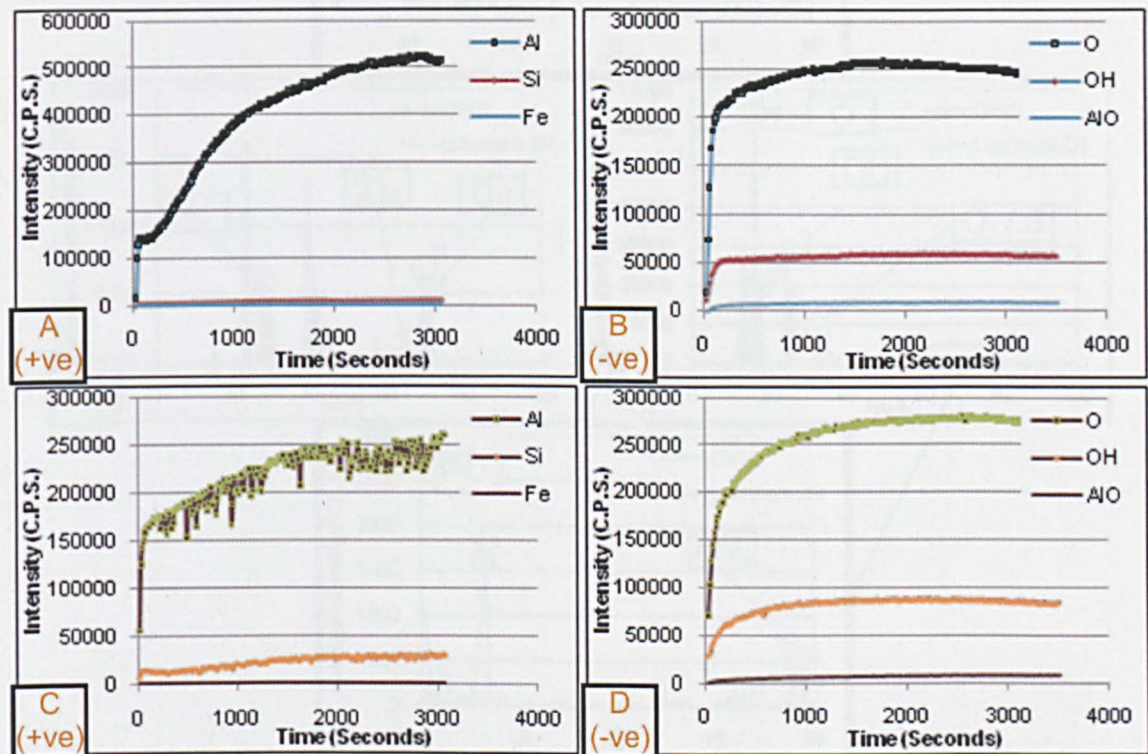 600000
500000
400000
300000
200000
100000
0
Intensity (C.P.S.)
Al
Si
Fe
0 1000 2000 3000 4000
Time (Seconds)
A
(+ve)
300000
250000
200000
150000
100000
50000
0
Intensity (C.P.S.)
O
OH
AlO
0 1000 2000 3000 4000
Time (Seconds)
B
(-ve)
300000
250000
200000
150000
100000
50000
0
Intensity (C.P.S.)
Al
Si
Fe
0 1000 2000 3000 4000
Time (Seconds)
C
(+ve)
300000
250000
200000
150000
100000
50000
0
Intensity (C.P.S.)
O
OH
AlO
0 1000 2000 3000 4000
Time (Seconds)
D
(-ve)